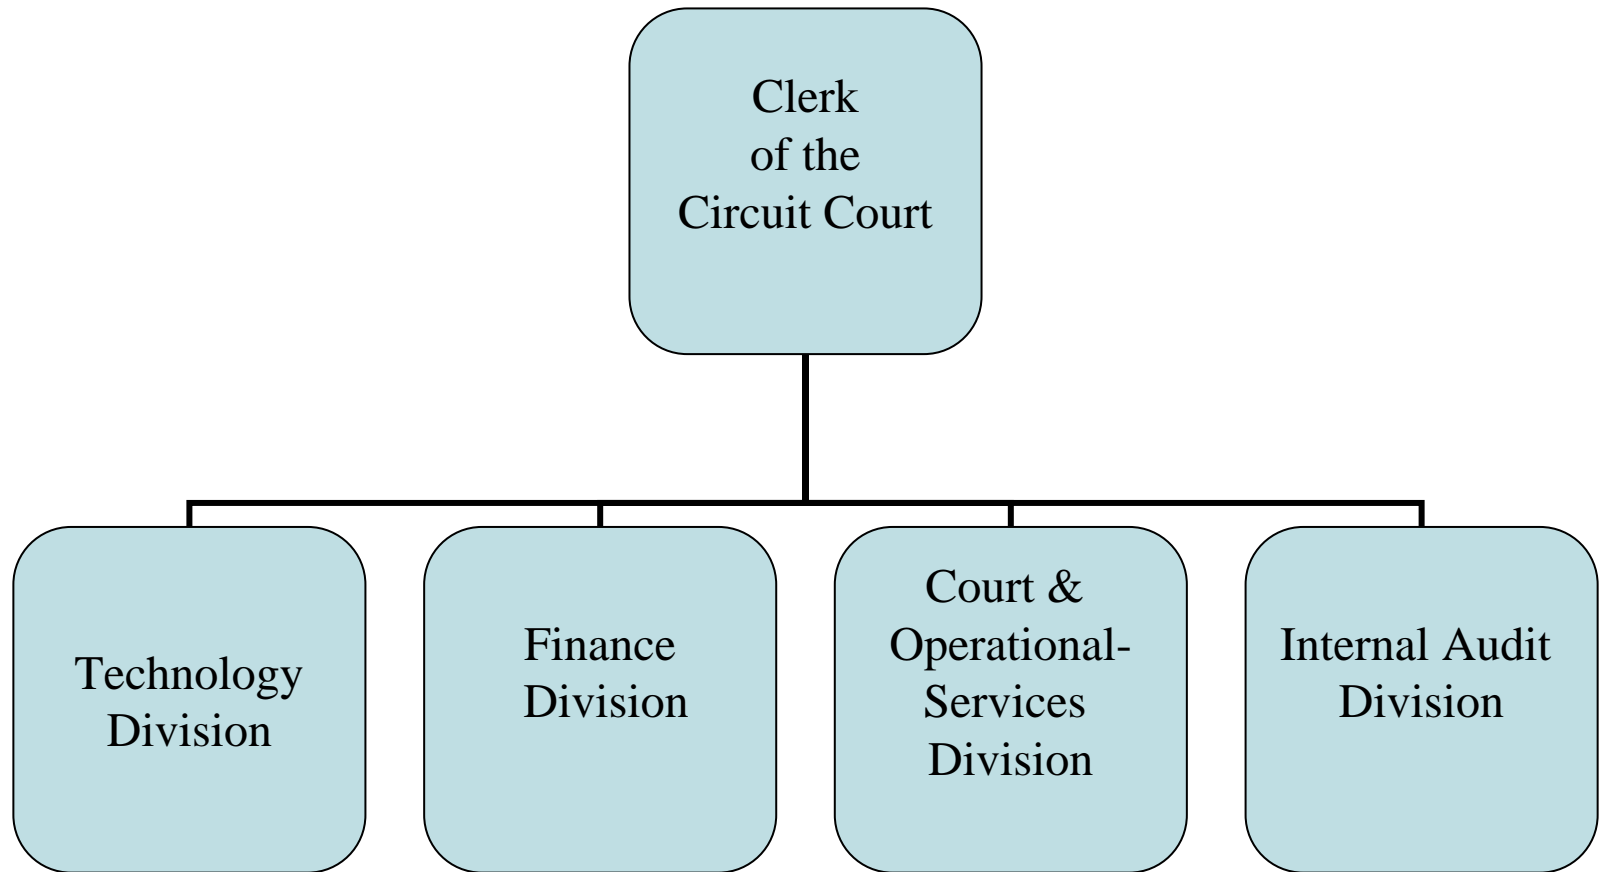 Clerk
of the
Circuit Court
Technology
Division
Finance
Division
Court &
Operational-
Services
Division
Internal Audit
Division